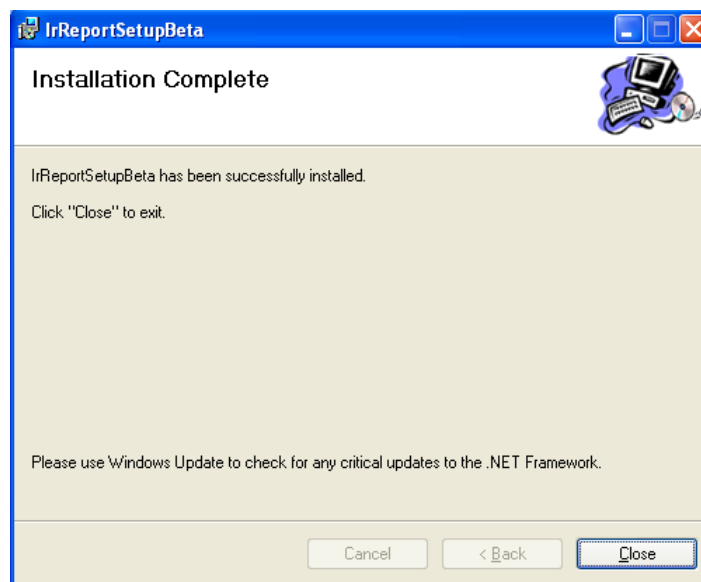 IrReportSetupBeta
Installation Complete
IrReportSetupBeta has been successfully installed.
Click "Close" to exit.
Please use Windows Update to check for any critical updates to the .NET Framework.
Cancel
< Back
Close